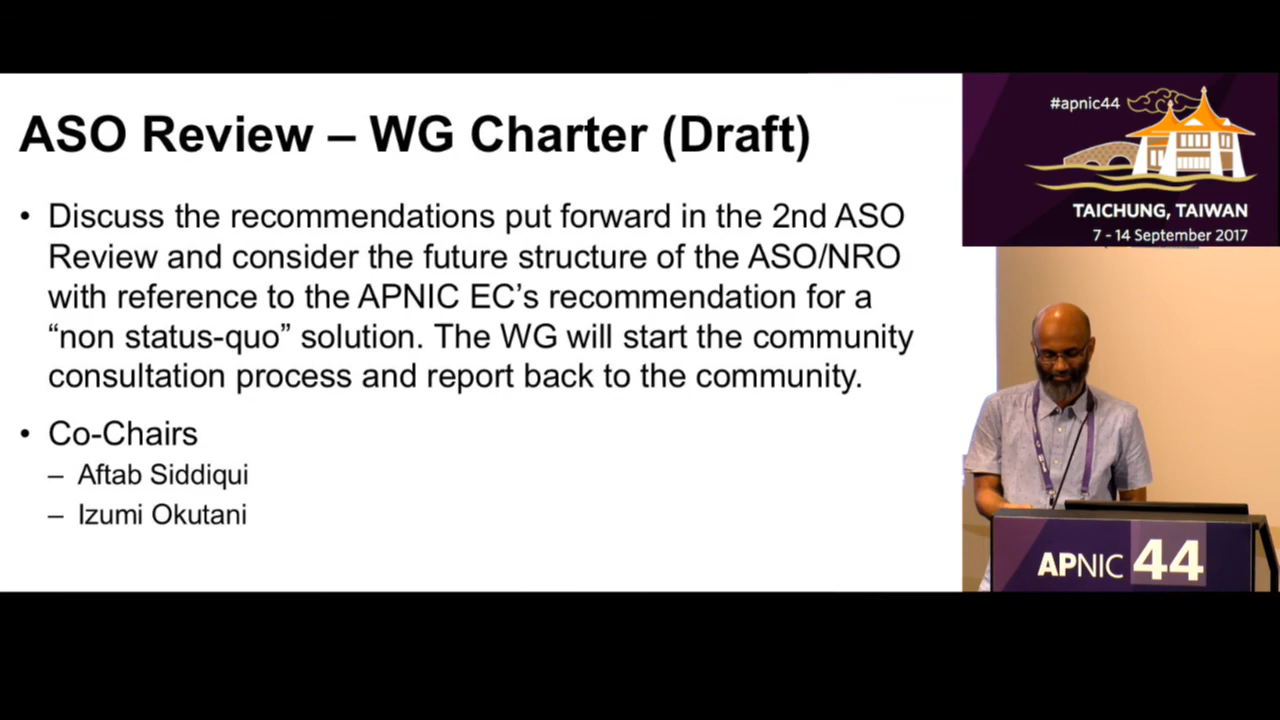 ASO Review – WG Charter (Draft)
• Discuss the recommendations put forward in the 2nd ASO
Review and consider the future structure of the ASO/NRO
with reference to the APNIC EC’s recommendation for a
“non status-quo” solution. The WG will start the community
consultation process and report back to the community.
• Co-Chairs
– Aftab Siddiqui
– Izumi Okutani
#apnic44
TAICHUNG, TAIWAN
7 - 14 September 2017
APNIC 44